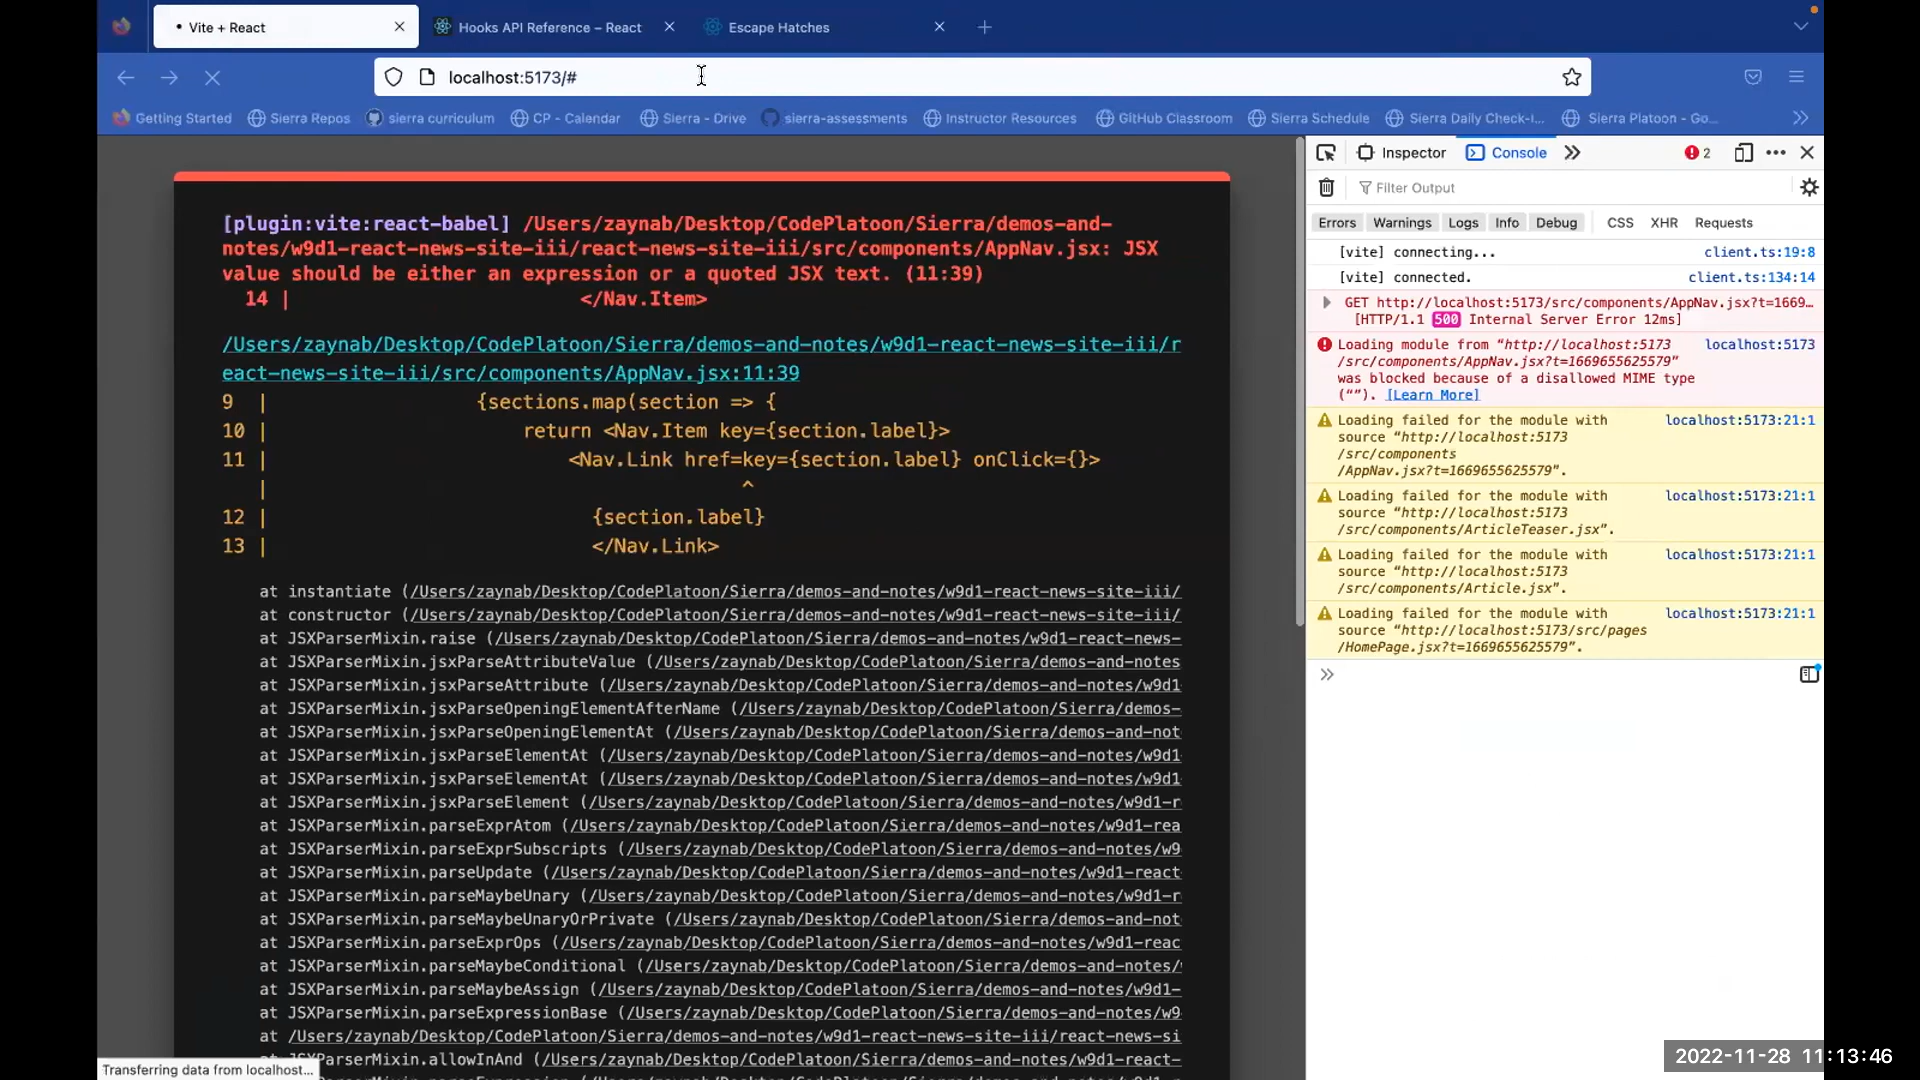 Vite + React
Hooks API Reference – React
Escape Hatches
localhost:5173/#
Getting Started
Sierra Repos
sierra curriculum
CP - Calendar
Sierra - Drive
sierra-assessments
Instructor Resources
GitHub Classroom
Sierra Schedule
Sierra Daily Check-i...
Sierra Platoon - Go...
[plugin:vite:react-babel] /Users/zaynab/Desktop/CodePlatoon/Sierra/demos-and-
notes/w9d1-react-news-site-iii/react-news-site-iii/src/components/AppNav.jsx: JSX
value should be either an expression or a quoted JSX text. (11:39)
14 | </Nav.Item>
/Users/zaynab/Desktop/CodePlatoon/Sierra/demos-and-notes/w9d1-react-news-site-iii/r
eact-news-site-iii/src/components/AppNav.jsx:11:39
9 | {sections.map(section => {
10 | return <Nav.Item key={section.label}>
11 | <Nav.Link href=key={section.label} onClick={}>
| ^
12 | {section.label}
13 | </Nav.Link>
at instantiate (/Users/zaynab/Desktop/CodePlatoon/Sierra/demos-and-notes/w9d1-react-news-site-iii/
at constructor (/Users/zaynab/Desktop/CodePlatoon/Sierra/demos-and-notes/w9d1-react-news-site-iii/
at JSXParserMixin.raise (/Users/zaynab/Desktop/CodePlatoon/Sierra/demos-and-notes/w9d1-react-news-
at JSXParserMixin.jsxParseAttributeValue (/Users/zaynab/Desktop/CodePlatoon/Sierra/demos-and-notes
at JSXParserMixin.jsxParseAttribute (/Users/zaynab/Desktop/CodePlatoon/Sierra/demos-and-notes/w9d1
at JSXParserMixin.jsxParseOpeningElementAfterName (/Users/zaynab/Desktop/CodePlatoon/Sierra/demos-
at JSXParserMixin.jsxParseOpeningElementAt (/Users/zaynab/Desktop/CodePlatoon/Sierra/demos-and-not
at JSXParserMixin.jsxParseElementAt (/Users/zaynab/Desktop/CodePlatoon/Sierra/demos-and-notes/w9d1
at JSXParserMixin.jsxParseElementAt (/Users/zaynab/Desktop/CodePlatoon/Sierra/demos-and-notes/w9d1
at JSXParserMixin.jsxParseElement (/Users/zaynab/Desktop/CodePlatoon/Sierra/demos-and-notes/w9d1-r
at JSXParserMixin.parseExprAtom (/Users/zaynab/Desktop/CodePlatoon/Sierra/demos-and-notes/w9d1-rea
at JSXParserMixin.parseExprSubscripts (/Users/zaynab/Desktop/CodePlatoon/Sierra/demos-and-notes/w9
at JSXParserMixin.parseUpdate (/Users/zaynab/Desktop/CodePlatoon/Sierra/demos-and-notes/w9d1-react
at JSXParserMixin.parseMaybeUnary (/Users/zaynab/Desktop/CodePlatoon/Sierra/demos-and-notes/w9d1-r
at JSXParserMixin.parseMaybeUnaryOrPrivate (/Users/zaynab/Desktop/CodePlatoon/Sierra/demos-and-not
at JSXParserMixin.parseExprOps (/Users/zaynab/Desktop/CodePlatoon/Sierra/demos-and-notes/w9d1-reac
at JSXParserMixin.parseMaybeConditional (/Users/zaynab/Desktop/CodePlatoon/Sierra/demos-and-notes/
at JSXParserMixin.parseMaybeAssign (/Users/zaynab/Desktop/CodePlatoon/Sierra/demos-and-notes/w9d1-
at JSXParserMixin.parseExpressionBase (/Users/zaynab/Desktop/CodePlatoon/Sierra/demos-and-notes/w9
at /Users/zaynab/Desktop/CodePlatoon/Sierra/demos-and-notes/w9d1-react-news-site-iii/react-news-si
at JSXParserMixin.allowInAnd (/Users/zaynab/Desktop/CodePlatoon/Sierra/demos-and-notes/w9d1-react-
Transferring data from localhost...
Inspector
Console
2
Filter Output
Errors
Warnings
Logs
Info
Debug
CSS
XHR
Requests
[vite] connecting... client.ts:19:8
[vite] connected. client.ts:134:14
GET http://localhost:5173/src/components/AppNav.jsx?t=1669…
[HTTP/1.1 500 Internal Server Error 12ms]
Loading module from “http://localhost:5173 localhost:5173
/src/components/AppNav.jsx?t=1669655625579”
was blocked because of a disallowed MIME type
(“”). [Learn More]
Loading failed for the module with localhost:5173:21:1
source “http://localhost:5173
/src/components
/AppNav.jsx?t=1669655625579”.
Loading failed for the module with localhost:5173:21:1
source “http://localhost:5173
/src/components/ArticleTeaser.jsx”.
Loading failed for the module with localhost:5173:21:1
source “http://localhost:5173
/src/components/Article.jsx”.
Loading failed for the module with localhost:5173:21:1
source “http://localhost:5173/src/pages
/HomePage.jsx?t=1669655625579”.
2022-11-28 11:13:46